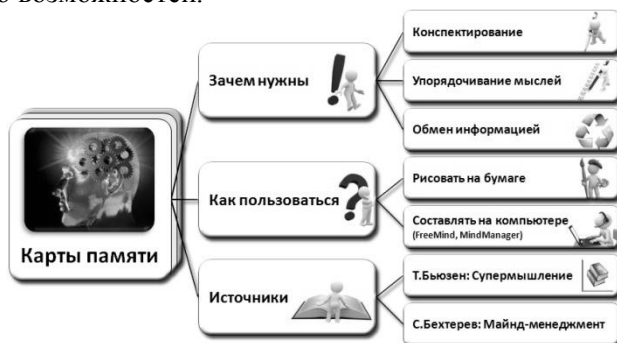 возможностей.
Карты памяти
Зачем нужны
Конспектирование
Упорядочивание мыслей
Обмен информацией
Как пользоваться
Рисовать на бумаге
Составлять на компьютере
(FreeMind, MindManager)
Источники
Т.Бьюзен: Супермышление
С.Бехтерев: Майнд-менеджмент